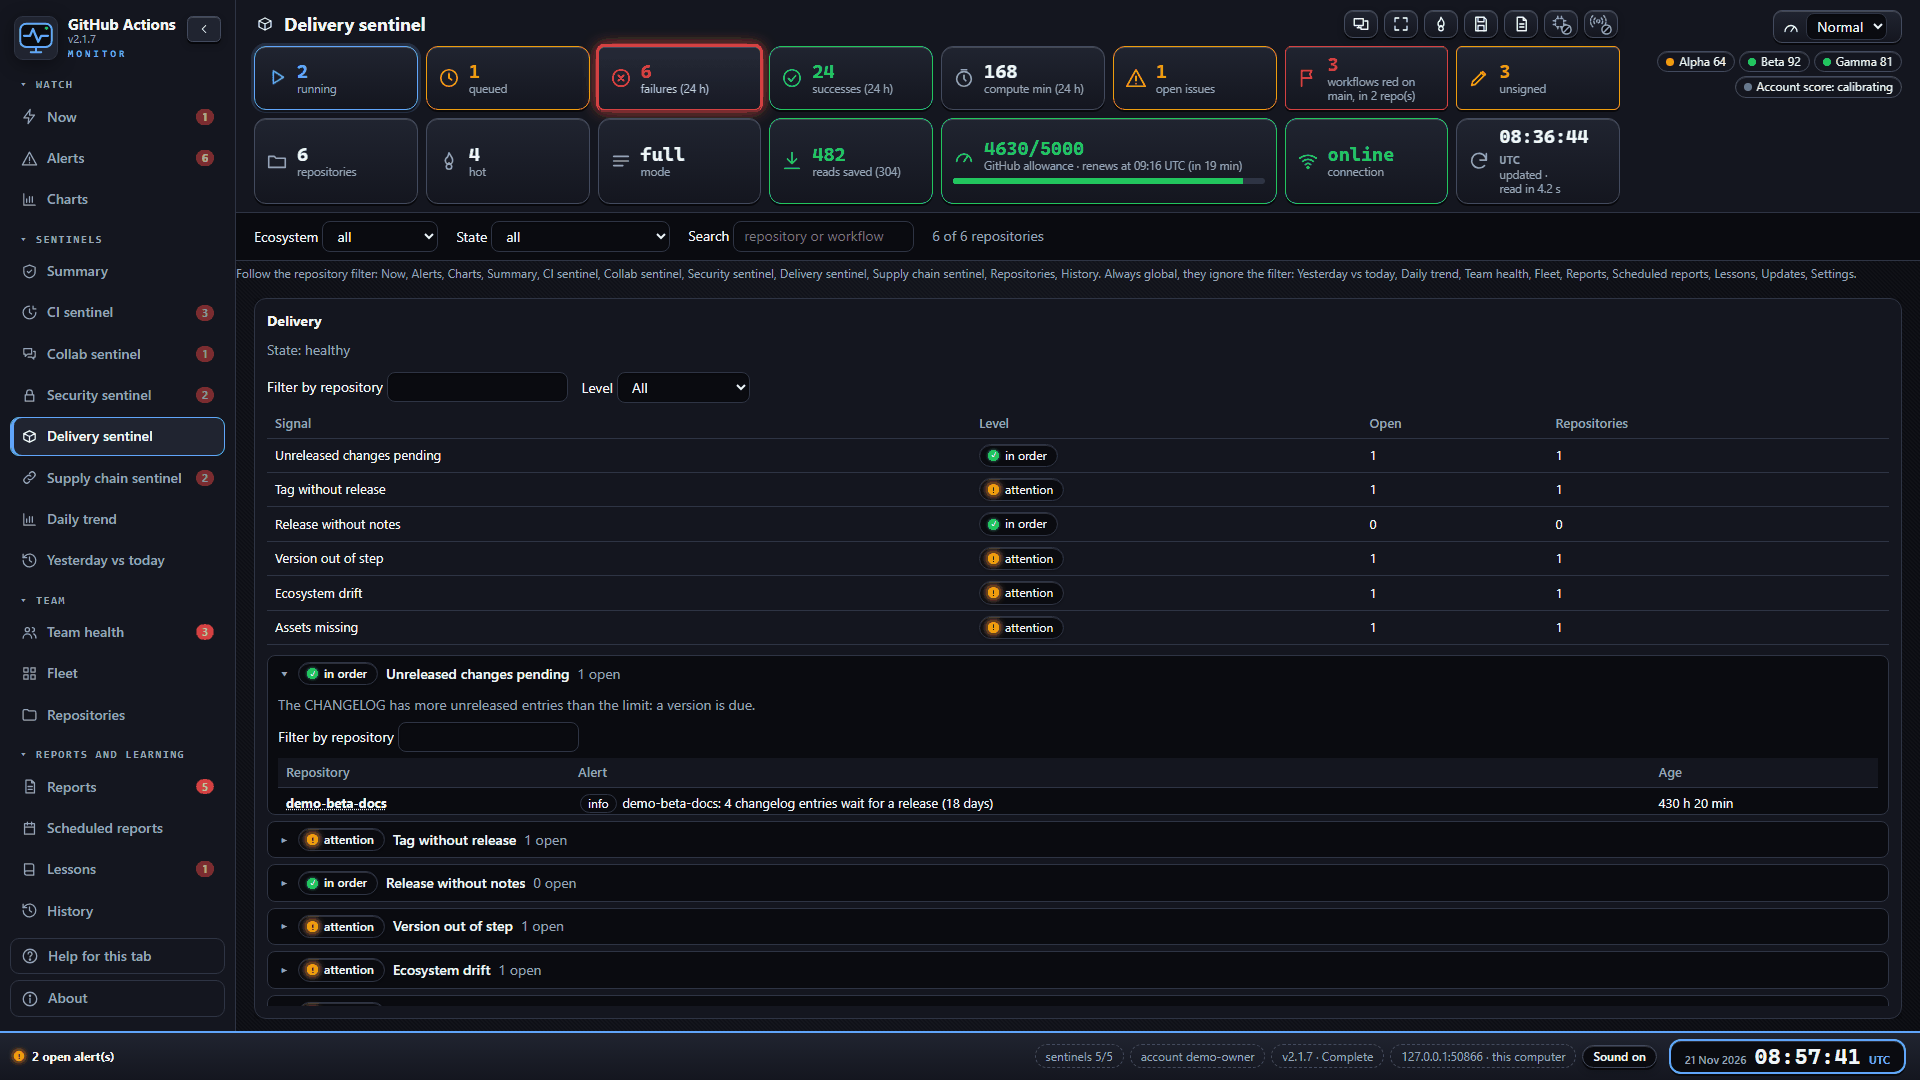 GitHub Actions
v2.1.7
MONITOR
WATCH
Now 1
Alerts 6
Charts
SENTINELS
Summary
CI sentinel 3
Collab sentinel 1
Security sentinel 2
Delivery sentinel
Supply chain sentinel 2
Daily trend
Yesterday vs today
TEAM
Team health 3
Fleet
Repositories
REPORTS AND LEARNING
Reports 5
Scheduled reports
Lessons 1
History
Help for this tab
About
Delivery sentinel
Normal
2
running
1
queued
6
failures (24 h)
24
successes (24 h)
168
compute min (24 h)
1
open issues
3
workflows red on
main, in 2 repo(s)
3
unsigned
Alpha 64 Beta 92 Gamma 81
Account score: calibrating
6
repositories
4
hot
full
mode
482
reads saved (304)
4630/5000
GitHub allowance · renews at 09:16 UTC (in 19 min)
online
connection
08:36:44
UTC
updated ·
read in 4.2 s
Ecosystem all State all Search repository or workflow 6 of 6 repositories
Follow the repository filter: Now, Alerts, Charts, Summary, CI sentinel, Collab sentinel, Security sentinel, Delivery sentinel, Supply chain sentinel, Repositories, History. Always global, they ignore the filter: Yesterday vs today, Daily trend, Team health, Fleet, Reports, Scheduled reports, Lessons, Updates, Settings.
Delivery
State: healthy
Filter by repository Level All
Signal Level Open Repositories
Unreleased changes pending in order 1 1
Tag without release attention 1 1
Release without notes in order 0 0
Version out of step attention 1 1
Ecosystem drift attention 1 1
Assets missing attention 1 1
in order Unreleased changes pending 1 open
The CHANGELOG has more unreleased entries than the limit: a version is due.
Filter by repository
Repository Alert Age
demo-beta-docs info demo-beta-docs: 4 changelog entries wait for a release (18 days) 430 h 20 min
attention Tag without release 1 open
in order Release without notes 0 open
attention Version out of step 1 open
attention Ecosystem drift 1 open
2 open alert(s)
sentinels 5/5 account demo-owner v2.1.7 · Complete 127.0.0.1:50866 · this computer Sound on 21 Nov 2026 08:57:41 UTC